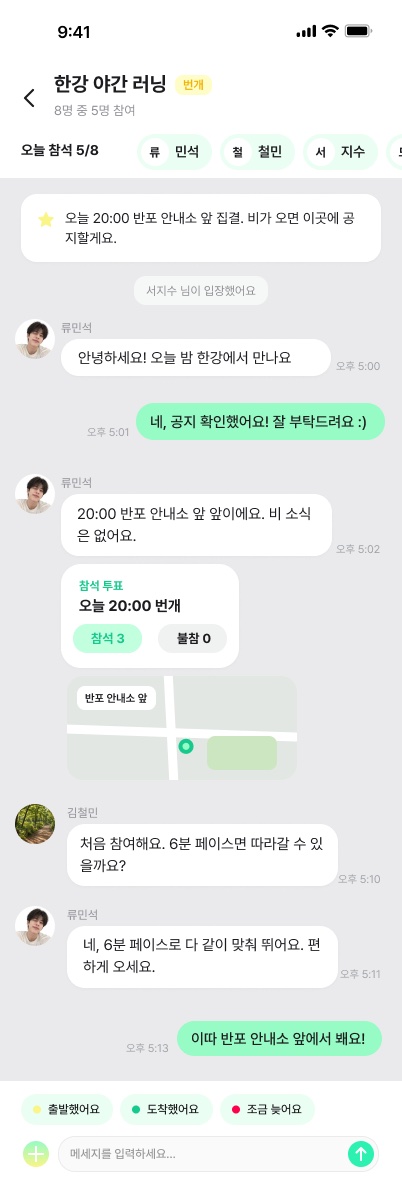 9:41
한강 야간 러닝 번개
8명 중 5명 참여
오늘 참석 5/8 류 민석 철 철민 서 지수
오늘 20:00 반포 안내소 앞 집결. 비가 오면 이곳에 공
지할게요.
서지수 님이 입장했어요
류민석
안녕하세요! 오늘 밤 한강에서 만나요
오후 5:00
네, 공지 확인했어요! 잘 부탁드려요 :)
오후 5:01
류민석
20:00 반포 안내소 앞 앞이에요. 비 소식
은 없어요.
오후 5:02
참석 투표
오늘 20:00 번개
참석 3 불참 0
반포 안내소 앞
김철민
처음 참여해요. 6분 페이스면 따라갈 수 있
을까요?
오후 5:10
류민석
네, 6분 페이스로 다 같이 맞춰 뛰어요. 편
하게 오세요.
오후 5:11
이따 반포 안내소 앞에서 봬요!
오후 5:13
출발했어요 도착했어요 조금 늦어요
메세지를 입력하세요...